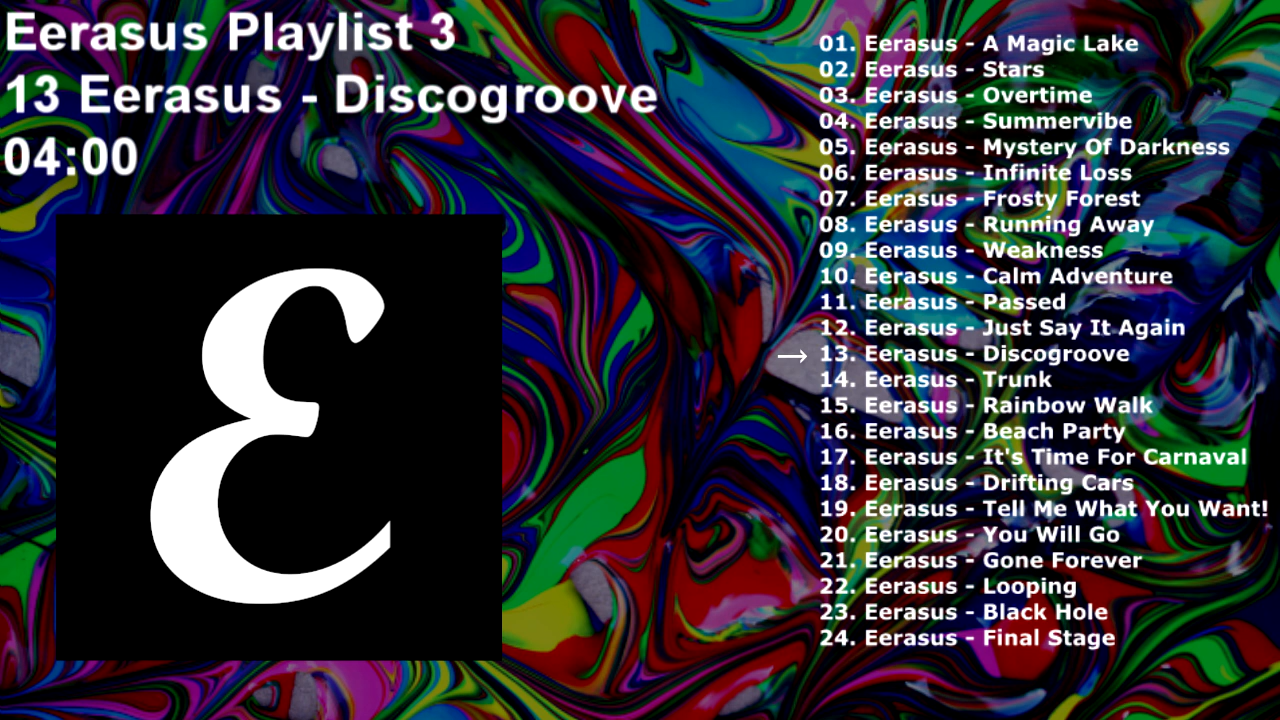 Eerasus Playlist 3
13 Eerasus - Discogroove
04:00
ε
01. Eerasus - A Magic Lake
02. Eerasus - Stars
03. Eerasus - Overtime
04. Eerasus - Summervibe
05. Eerasus - Mystery Of Darkness
06. Eerasus - Infinite Loss
07. Eerasus - Frosty Forest
08. Eerasus - Running Away
09. Eerasus - Weakness
10. Eerasus - Calm Adventure
11. Eerasus - Passed
12. Eerasus - Just Say It Again
→ 13. Eerasus - Discogroove
14. Eerasus - Trunk
15. Eerasus - Rainbow Walk
16. Eerasus - Beach Party
17. Eerasus - It's Time For Carnaval
18. Eerasus - Drifting Cars
19. Eerasus - Tell Me What You Want!
20. Eerasus - You Will Go
21. Eerasus - Gone Forever
22. Eerasus - Looping
23. Eerasus - Black Hole
24. Eerasus - Final Stage